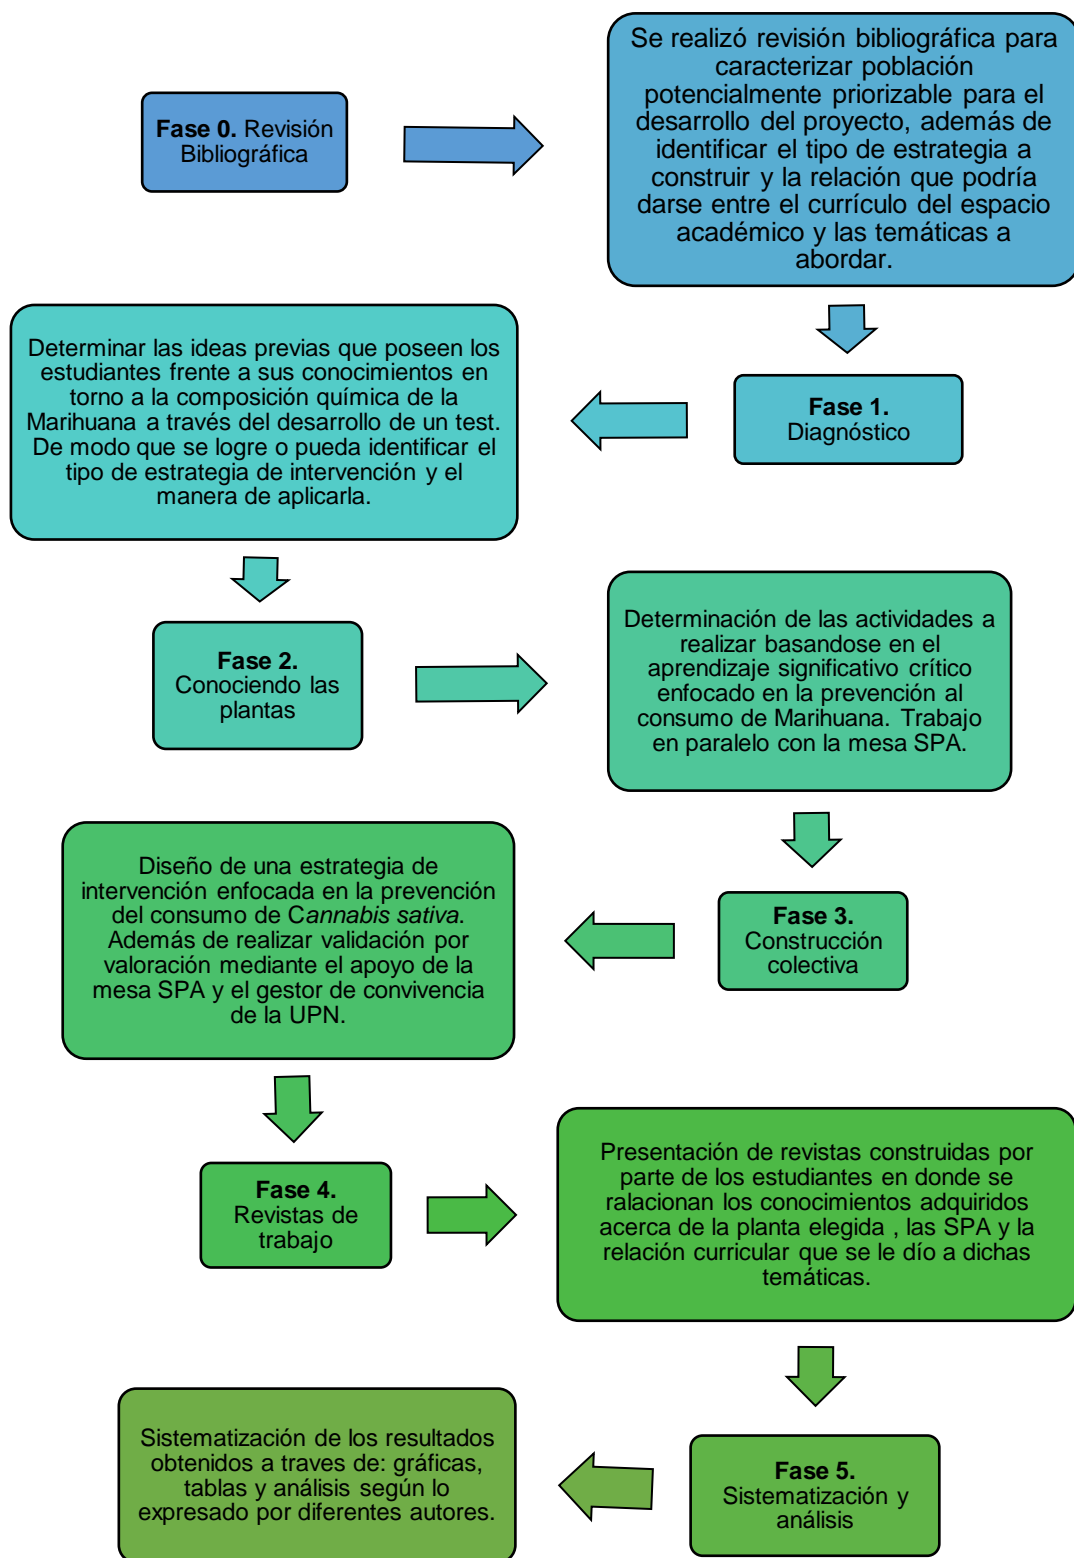 Fase 0. Revisión
Bibliográfica
Se realizó revisión bibliográfica para
caracterizar población
potencialmente priorizable para el
desarrollo del proyecto, además de
identificar el tipo de estrategia a
construir y la relación que podría
darse entre el currículo del espacio
académico y las temáticas a
abordar.
Fase 1.
Diagnóstico
Determinar las ideas previas que poseen los
estudiantes frente a sus conocimientos en
torno a la composición química de la
Marihuana a través del desarrollo de un test.
De modo que se logre o pueda identificar el
tipo de estrategia de intervención y el
manera de aplicarla.
Fase 2.
Conociendo las
plantas
Determinación de las actividades a
realizar basandose en el
aprendizaje significativo crítico
enfocado en la prevención al
consumo de Marihuana. Trabajo
en paralelo con la mesa SPA.
Fase 3.
Construcción
colectiva
Diseño de una estrategia de
intervención enfocada en la prevención
del consumo de Cannabis sativa.
Además de realizar validación por
valoración mediante el apoyo de la
mesa SPA y el gestor de convivencia
de la UPN.
Fase 4.
Revistas de
trabajo
Presentación de revistas construidas por
parte de los estudiantes en donde se
ralacionan los conocimientos adquiridos
acerca de la planta elegida , las SPA y la
relación curricular que se le dío a dichas
temáticas.
Fase 5.
Sistematización y
análisis
Sistematización de los resultados
obtenidos a traves de: gráficas,
tablas y análisis según lo
expresado por diferentes autores.